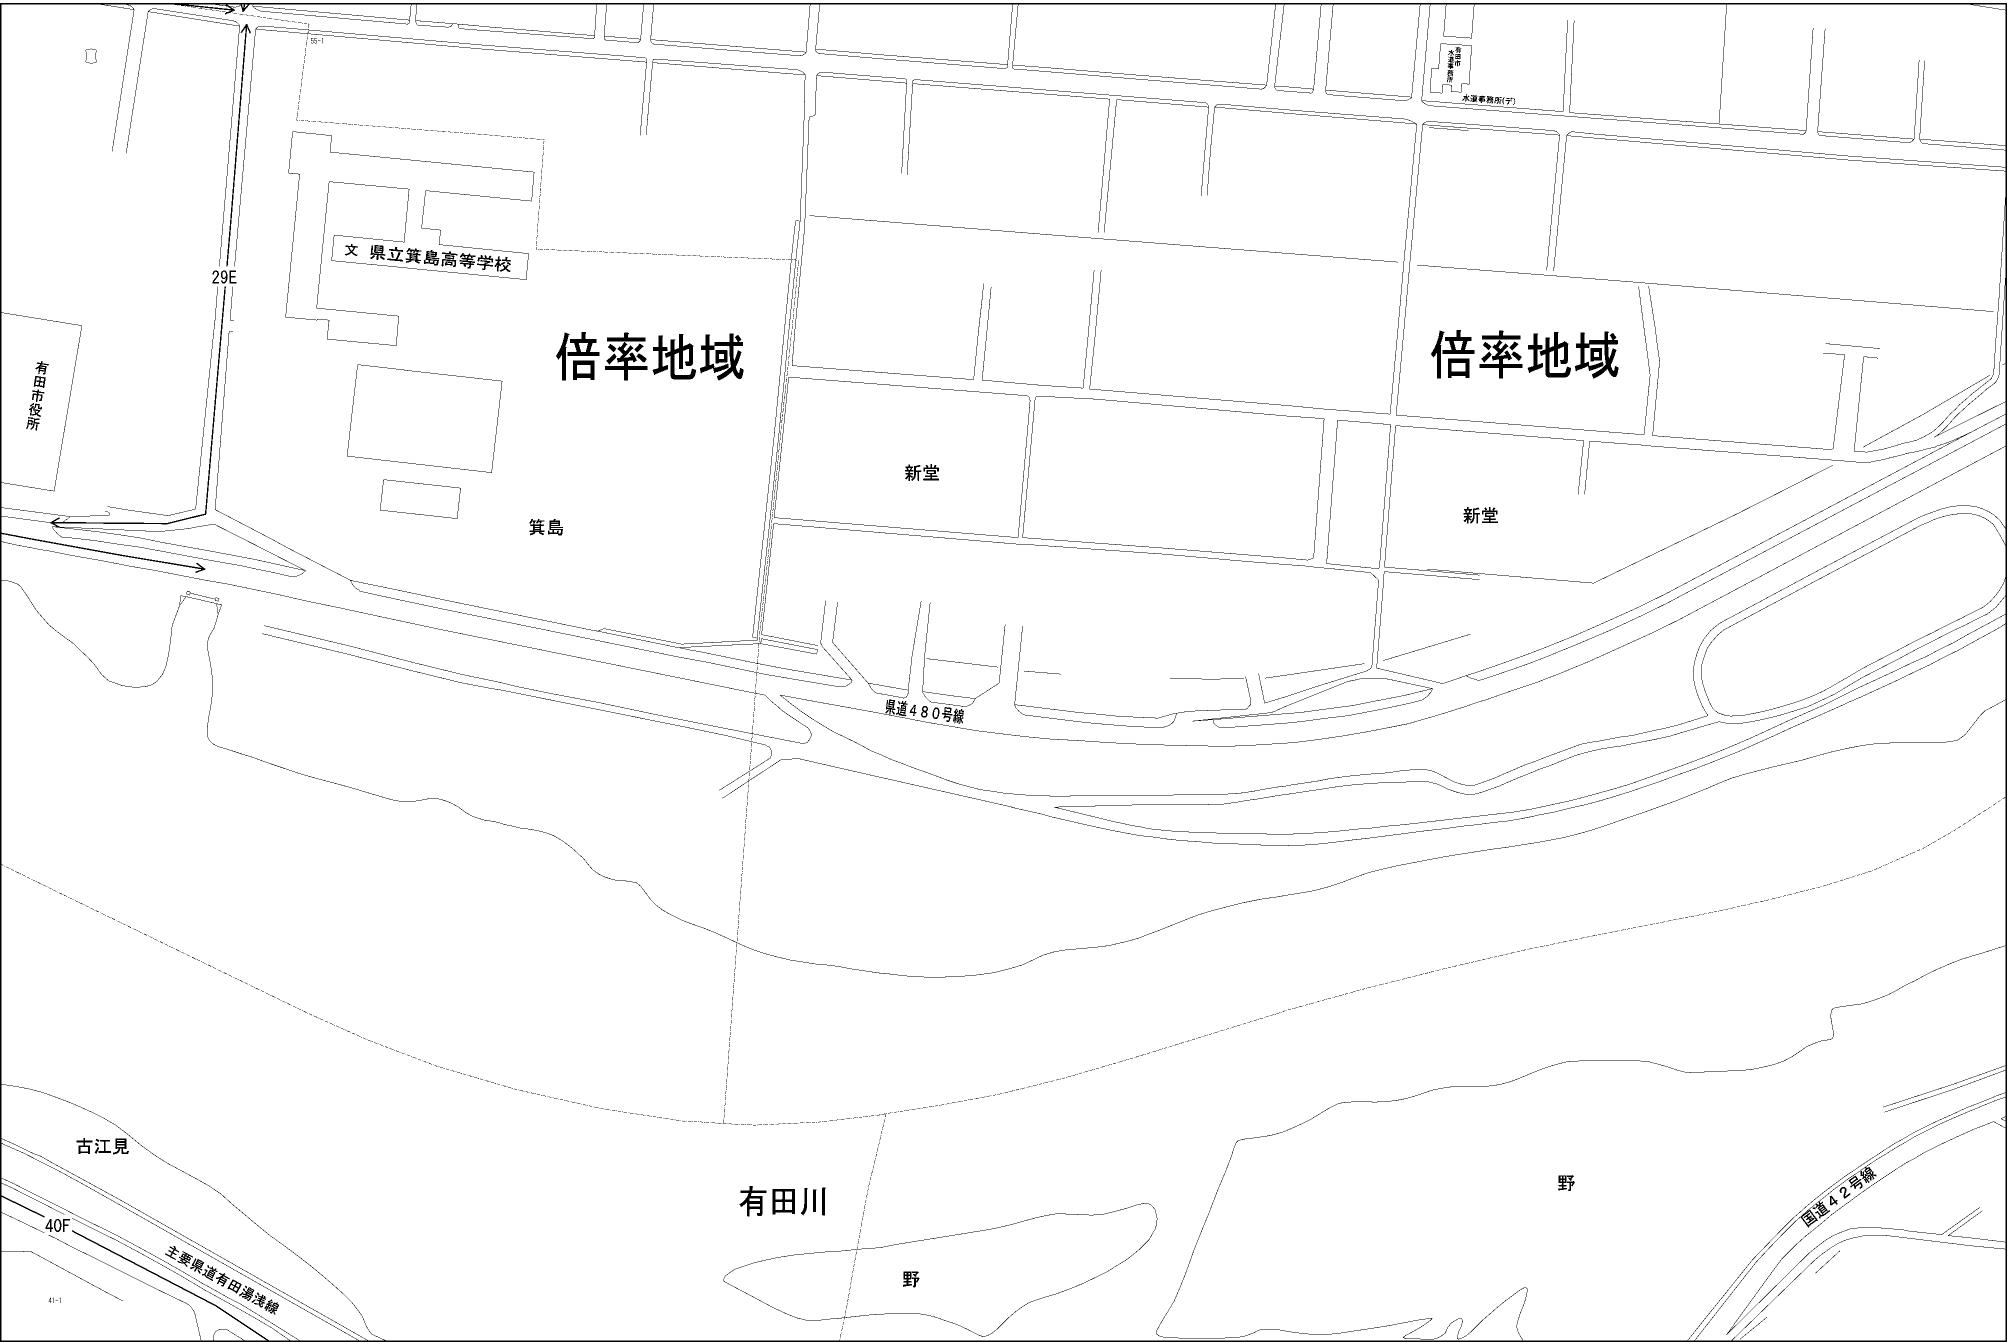 55-1
有田市
水道事務所
水道事務所(デ)
文 県立箕島高等学校
29E
倍率地域
倍率地域
有田市役所
新堂
新堂
箕島
県道480号線
古江見
有田川
野
国道42号線
40F
主要県道有田湯浅線
野
41-1